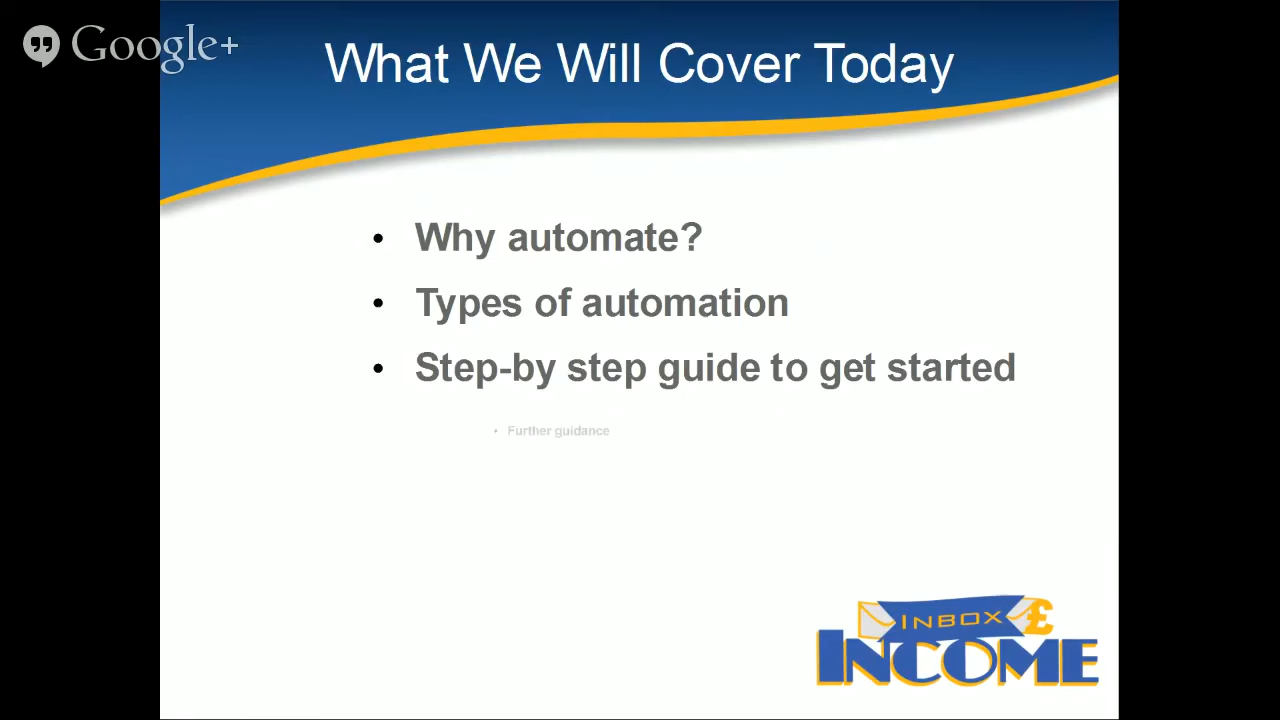 Google+
What We Will Cover Today
• Why automate?
• Types of automation
• Step-by step guide to get started
• Further guidance
INBOX £
INCOME